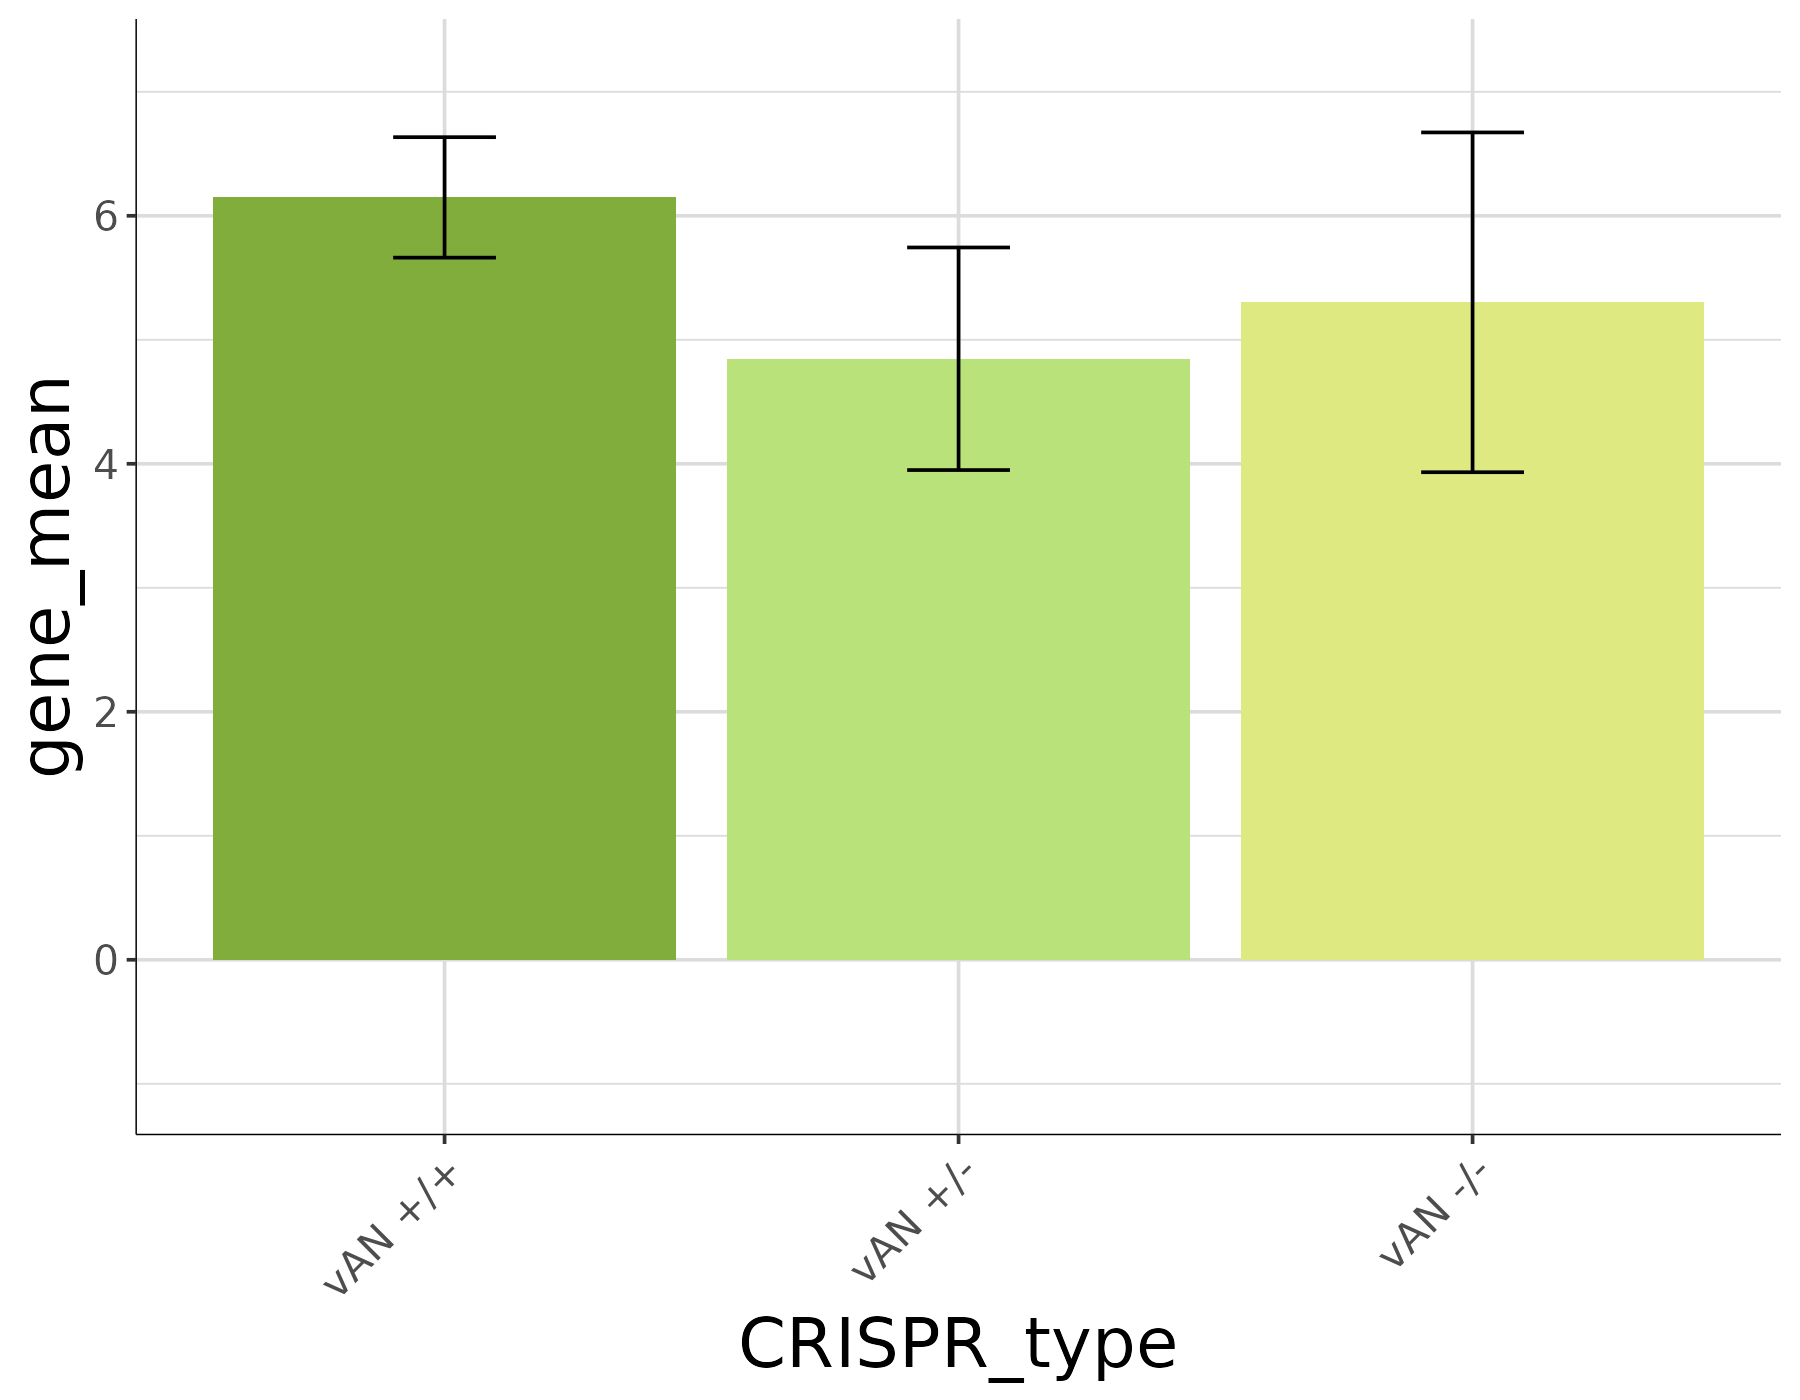 gene_mean
6
4
2
0
vAN +/+
vAN +/-
vAN -/-
CRISPR_type